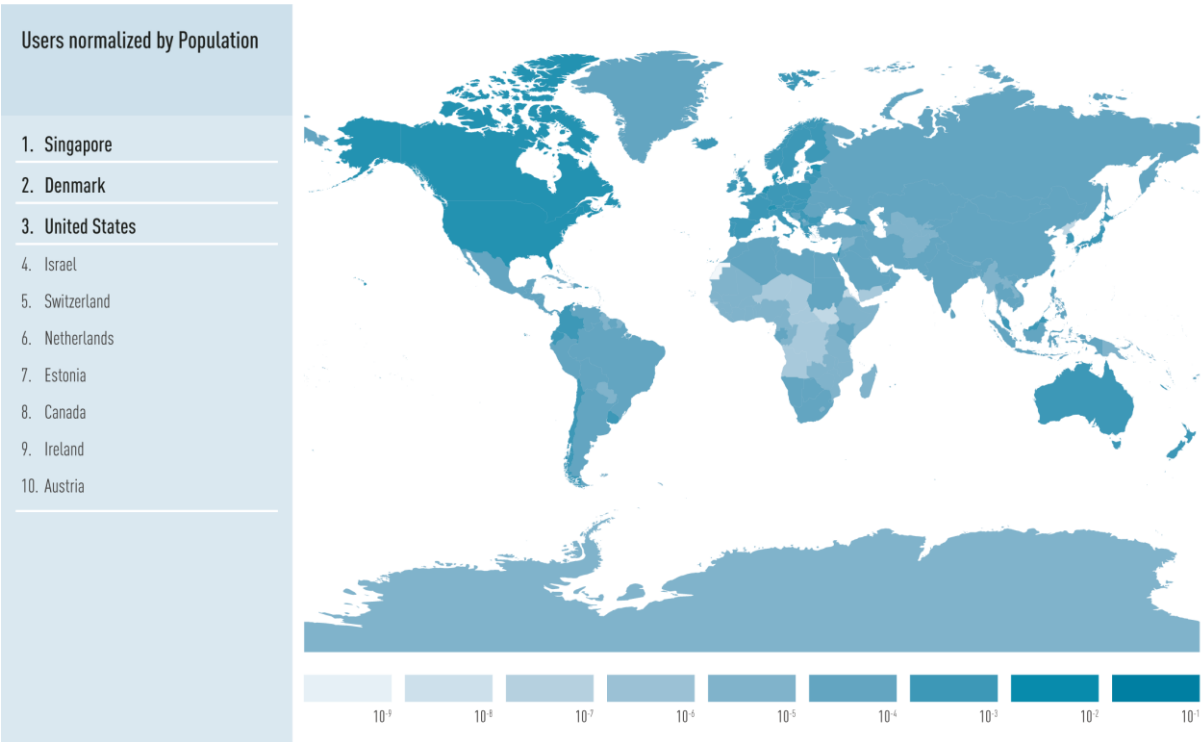 Users normalized by Population
1. Singapore
2. Denmark
3. United States
4. Israel
5. Switzerland
6. Netherlands
7. Estonia
8. Canada
9. Ireland
10. Austria
10⁻⁹ 10⁻⁸ 10⁻⁷ 10⁻⁶ 10⁻⁵ 10⁻⁴ 10⁻³ 10⁻² 10⁻¹